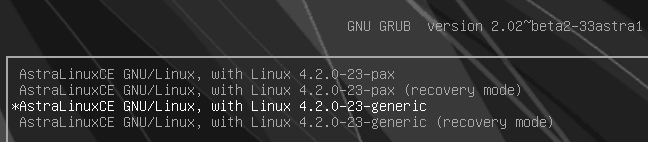 GNU GRUB version 2.02~beta2-33astra1
AstraLinuxCE GNU/Linux, with Linux 4.2.0-23-pax
AstraLinuxCE GNU/Linux, with Linux 4.2.0-23-pax (recovery mode)
*AstraLinuxCE GNU/Linux, with Linux 4.2.0-23-generic
AstraLinuxCE GNU/Linux, with Linux 4.2.0-23-generic (recovery mode)